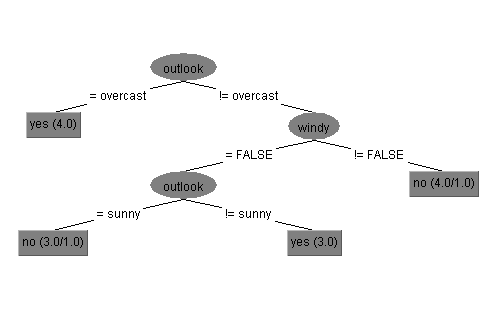 outlook
= overcast
!= overcast
yes (4.0)
windy
= FALSE
!= FALSE
outlook
no (4.0/1.0)
= sunny
!= sunny
no (3.0/1.0)
yes (3.0)